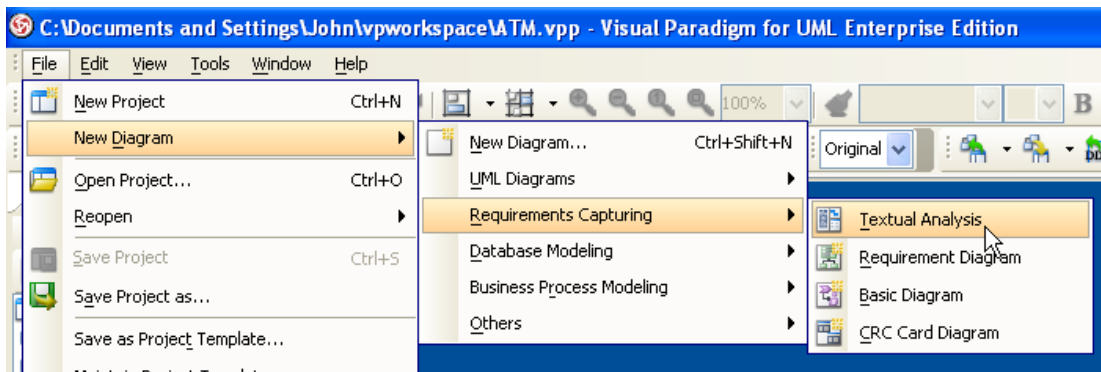 C:\Documents and Settings\John\vpworkspace\ATM.vpp - Visual Paradigm for UML Enterprise Edition
File Edit View Tools Window Help
100% B
New Project Ctrl+N
New Diagram
Open Project... Ctrl+O
Reopen
Save Project Ctrl+S
Save Project as...
Save as Project Template...
New Diagram... Ctrl+Shift+N
UML Diagrams
Requirements Capturing
Database Modeling
Business Process Modeling
Others
Original
Textual Analysis
Requirement Diagram
Basic Diagram
CRC Card Diagram